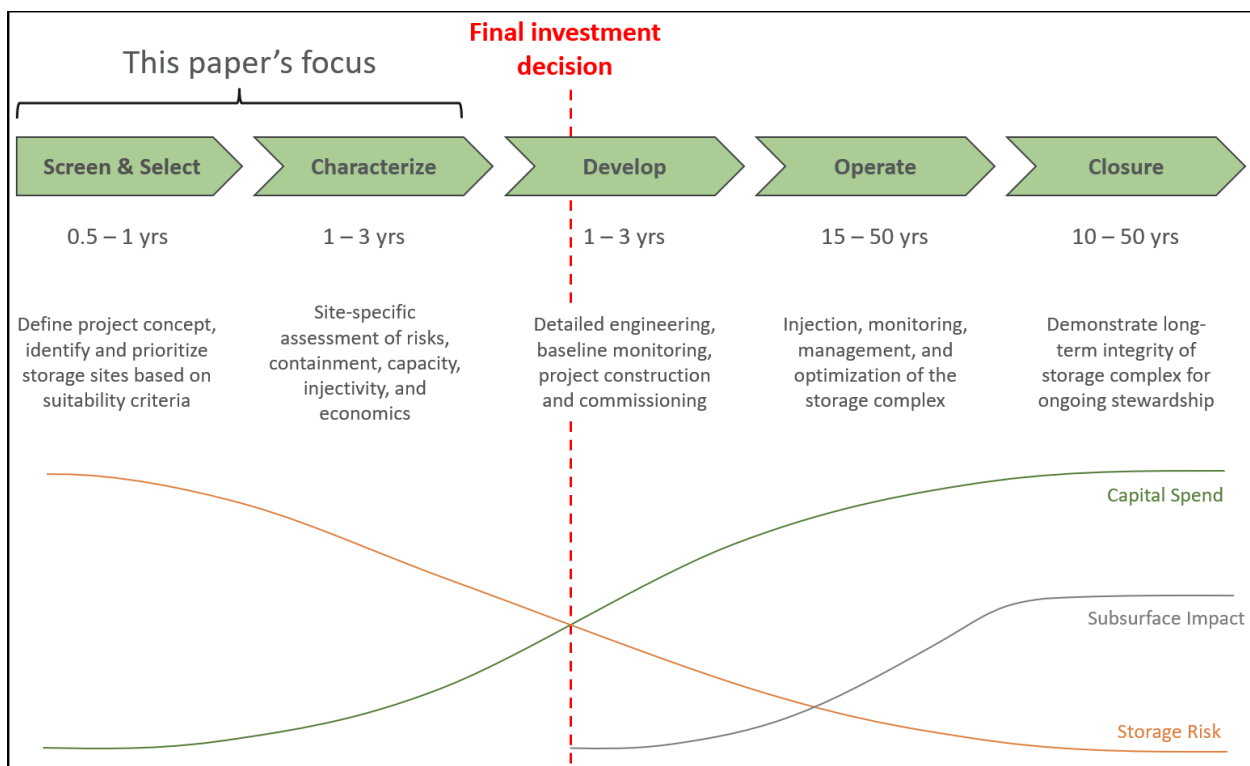 Final investment
decision
This paper's focus
Screen & Select
Characterize
Develop
Operate
Closure
0.5 – 1 yrs
1 – 3 yrs
1 – 3 yrs
15 – 50 yrs
10 – 50 yrs
Define project concept,
identify and prioritize
storage sites based on
suitability criteria
Site-specific
assessment of risks,
containment, capacity,
injectivity, and
economics
Detailed engineering,
baseline monitoring,
project construction
and commissioning
Injection, monitoring,
management, and
optimization of the
storage complex
Demonstrate long-
term integrity of
storage complex for
ongoing stewardship
Capital Spend
Subsurface Impact
Storage Risk